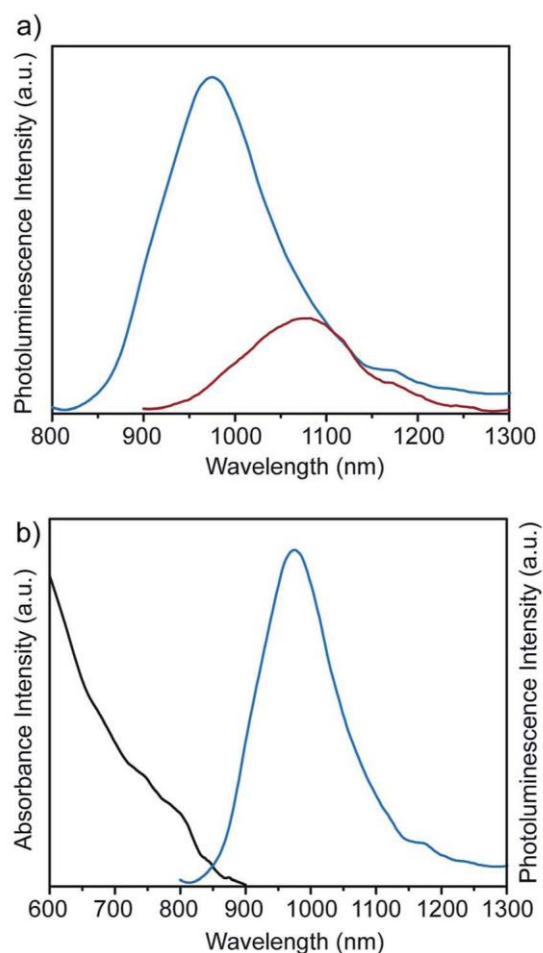 a)
Photoluminescence Intensity (a.u.)
800 900 1000 1100 1200 1300
Wavelength (nm)
b)
Absorbance Intensity (a.u.)
Photoluminescence Intensity (a.u.)
600 700 800 900 1000 1100 1200 1300
Wavelength (nm)